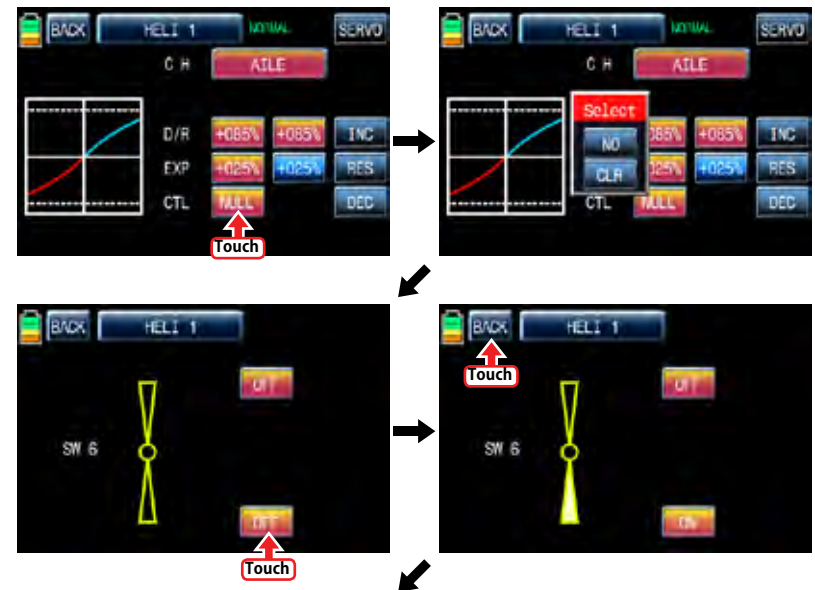 BACK HELI 1 NORMAL SERVO
CH AILE
D/R +085% +085% INC
EXP +025% +025% RES
CTL NULL DEC
Touch
BACK HELI 1 NORMAL SERVO
CH AILE
Select
NO
CLR
085% +085% INC
025% +025% RES
CTL NULL DEC
BACK HELI 1
OFF
SW 6
OFF
Touch
BACK HELI 1
Touch
OFF
SW 6
ON